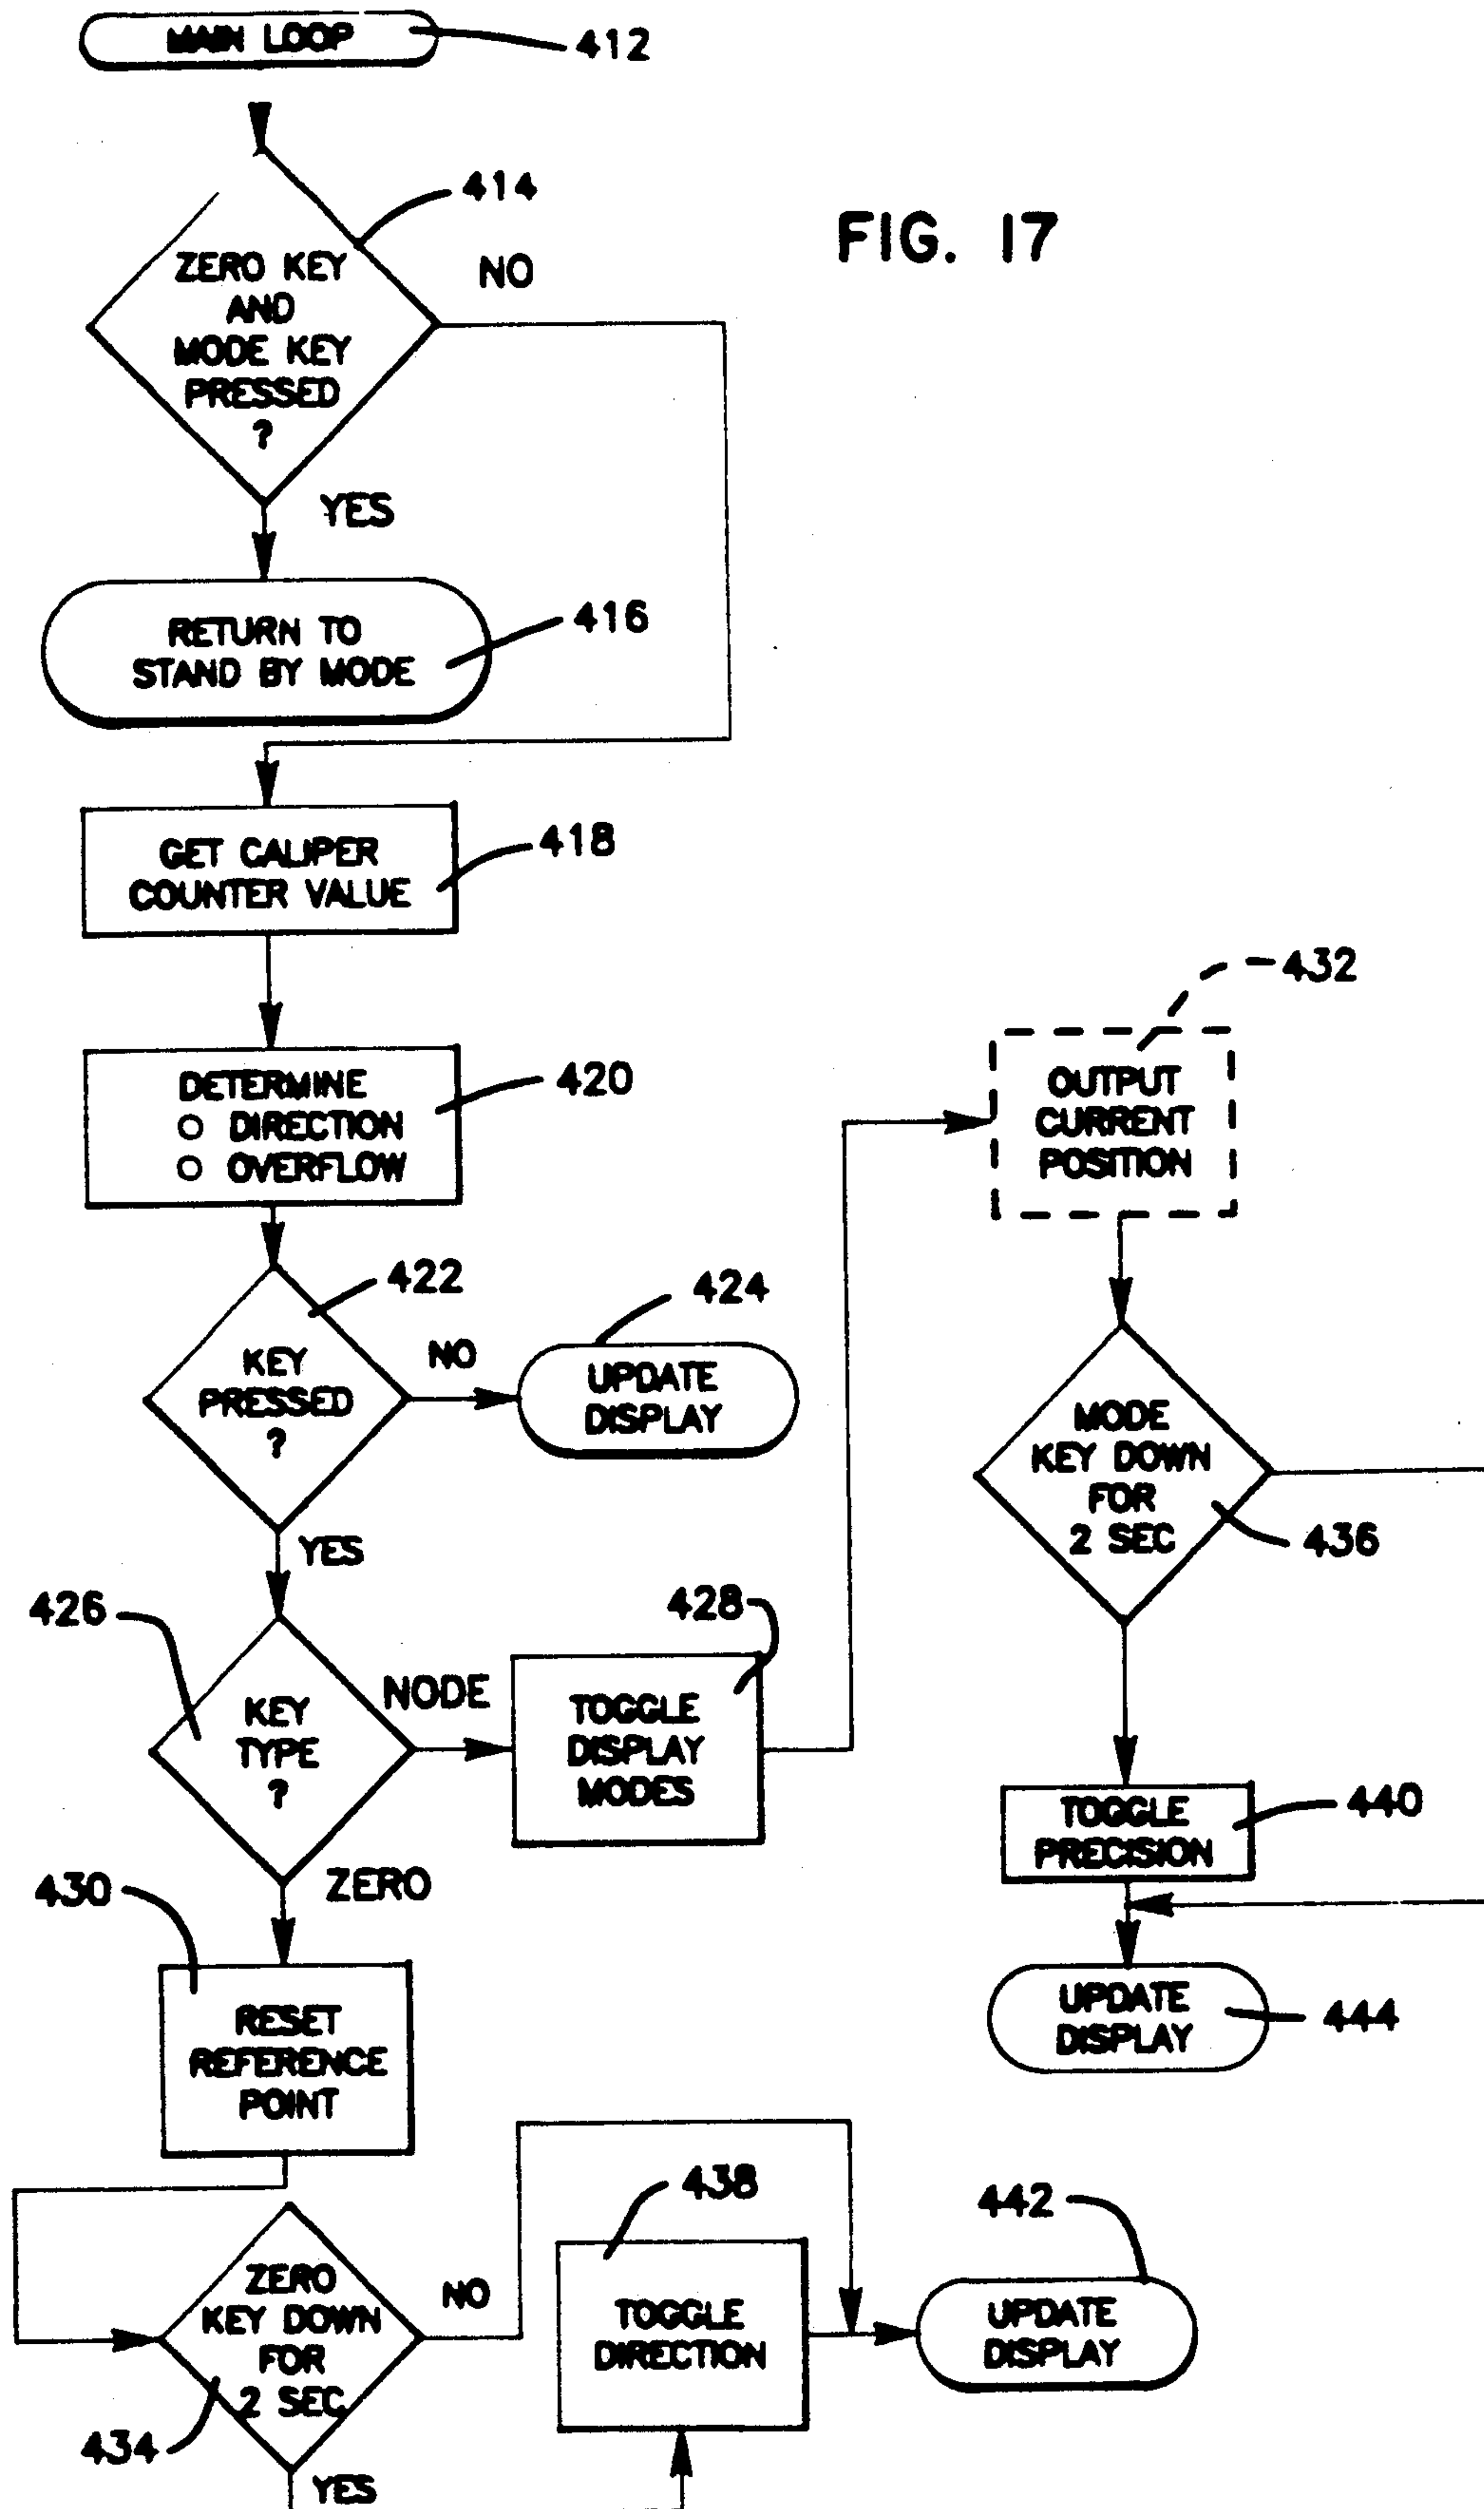 MAIN LOOP
412
414
FIG. 17
ZERO KEY
AND
MODE KEY
PRESSED
?
NO
YES
RETURN TO
STAND BY MODE
416
GET CALIPER
COUNTER VALUE
418
DETERMINE
O DIRECTION
O OVERFLOW
420
KEY
PRESSED
?
422
NO
UPDATE
DISPLAY
424
YES
426
KEY
TYPE
?
NODE
TOGGLE
DISPLAY
MODES
428
ZERO
430
RESET
REFERENCE
POINT
432
OUTPUT
CURRENT
POSITION
MODE
KEY DOWN
FOR
2 SEC
436
TOGGLE
PRECISION
440
UPDATE
DISPLAY
444
ZERO
KEY DOWN
FOR
2 SEC
434
NO
YES
438
TOGGLE
DIRECTION
442
UPDATE
DISPLAY